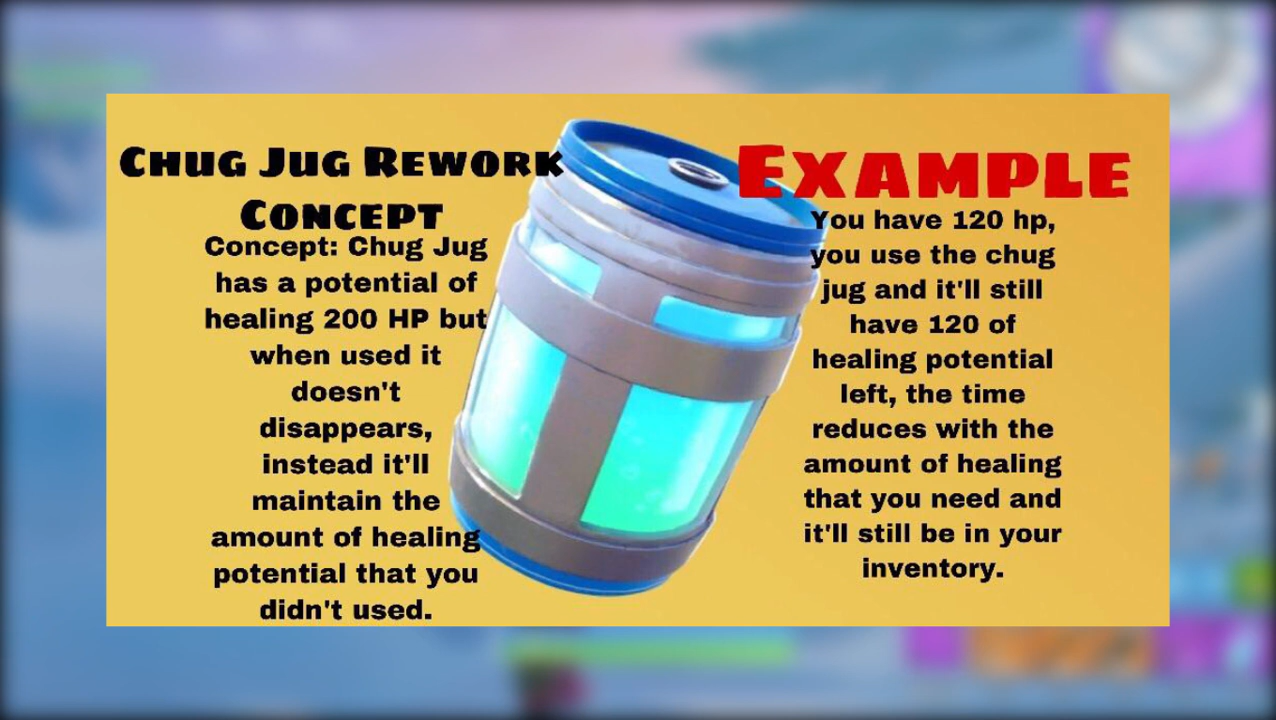 Chug Jug Rework
Concept
Concept: Chug Jug
has a potential of
healing 200 HP but
when used it
doesn't
disappears,
instead it'll
maintain the
amount of healing
potential that you
didn't used.
Example
You have 120 hp,
you use the chug
jug and it'll still
have 120 of
healing potential
left, the time
reduces with the
amount of healing
that you need and
it'll still be in your
inventory.